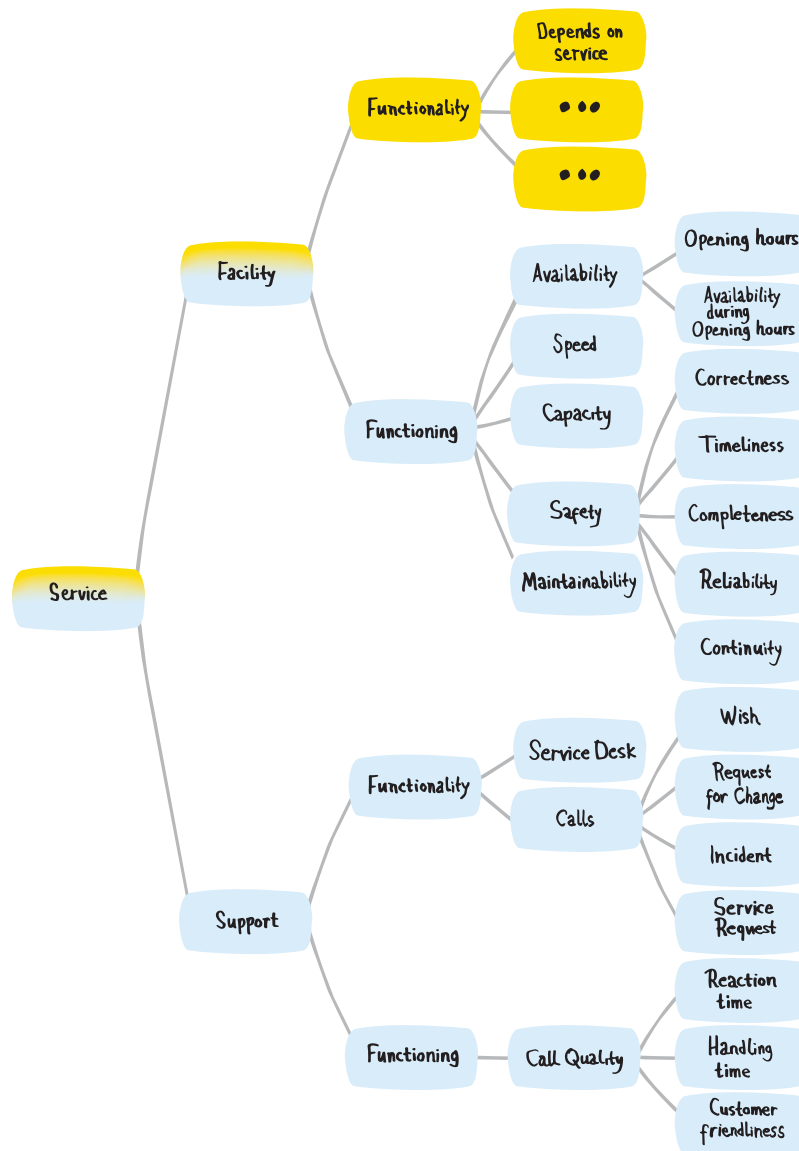 Depends on
service
Functionality
•••
•••
Opening hours
Facility
Availability
Availability
during
Opening hours
Speed
Correctness
Capacity
Functioning
Timeliness
Safety
Completeness
Maintainability
Reliability
Service
Continuity
Wish
Service Desk
Functionality
Request
for Change
Calls
Incident
Support
Service
Request
Reaction
time
Functioning
Call Quality
Handling
time
Customer
friendliness